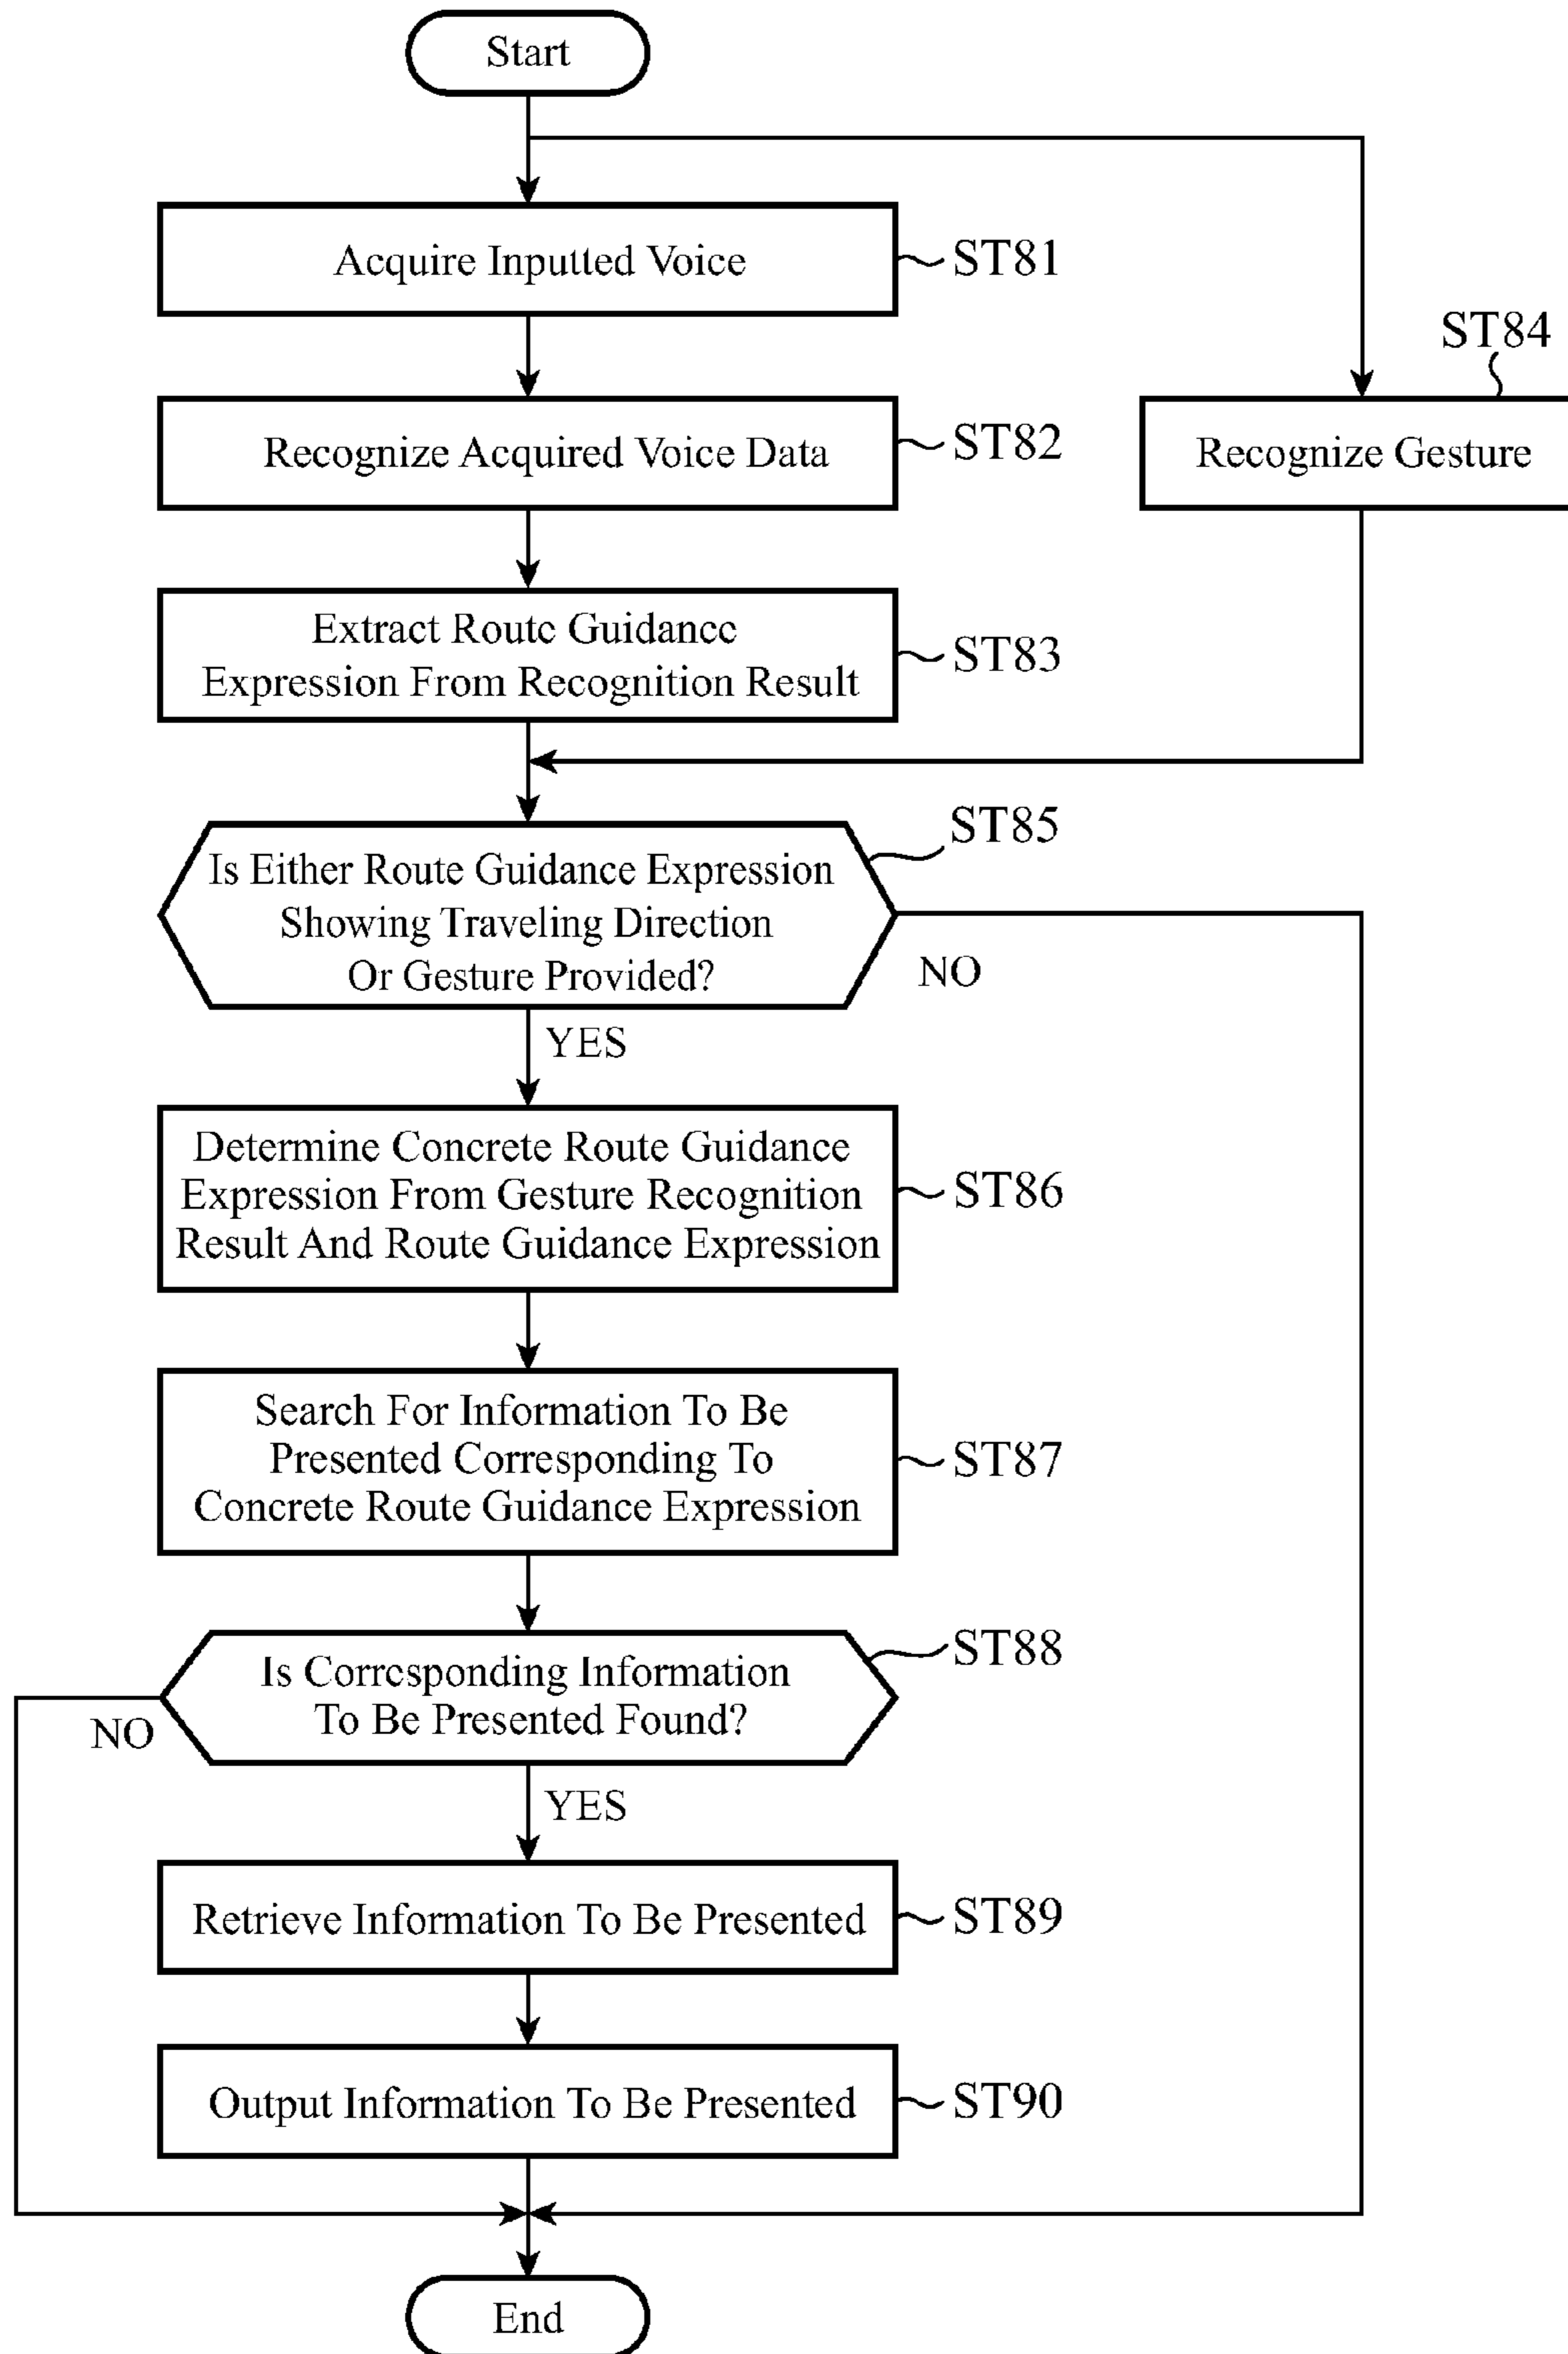 Start
Acquire Inputted Voice
ST81
ST84
Recognize Acquired Voice Data
ST82
Recognize Gesture
Extract Route Guidance
Expression From Recognition Result
ST83
ST85
Is Either Route Guidance Expression
Showing Traveling Direction
Or Gesture Provided?
NO
YES
Determine Concrete Route Guidance
Expression From Gesture Recognition
Result And Route Guidance Expression
ST86
Search For Information To Be
Presented Corresponding To
Concrete Route Guidance Expression
ST87
ST88
Is Corresponding Information
To Be Presented Found?
NO
YES
Retrieve Information To Be Presented
ST89
Output Information To Be Presented
ST90
End